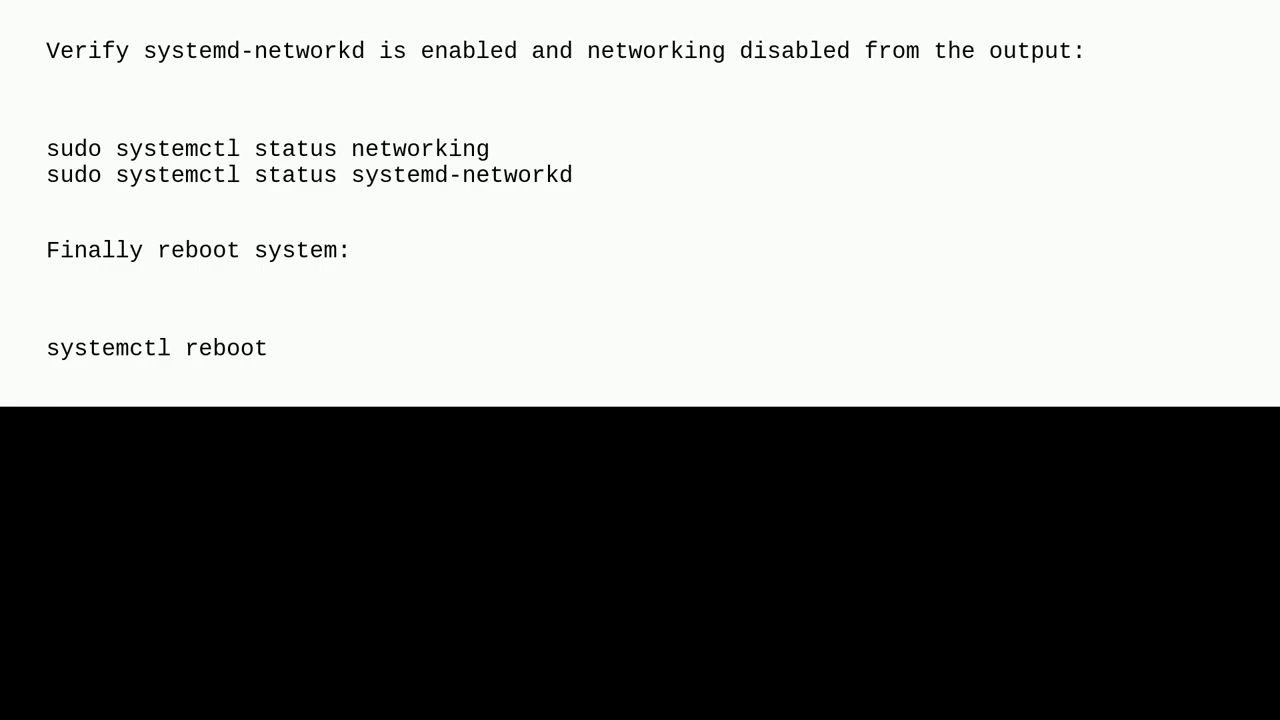 Verify systemd-networkd is enabled and networking disabled from the output:
sudo systemctl status networking
sudo systemctl status systemd-networkd
Finally reboot system:
systemctl reboot